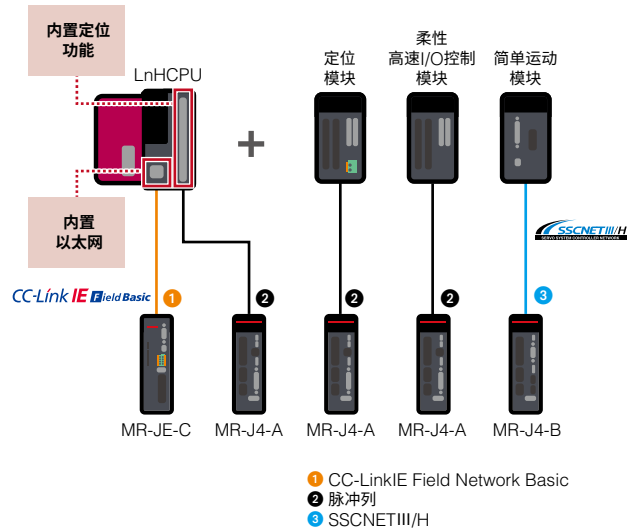 内置定位
功能
LnHCPU
定位
模块
柔性
高速I/O控制
模块
简单运动
模块
内置
以太网
SSCNETIII/H
SERVO SYSTEM CONTROLLER NETWORK
CC-Link IE Field Basic
1
2
2
2
3
MR-JE-C
MR-J4-A
MR-J4-A
MR-J4-A
MR-J4-B
1 CC-LinkIE Field Network Basic
2 脉冲列
3 SSCNETIII/H